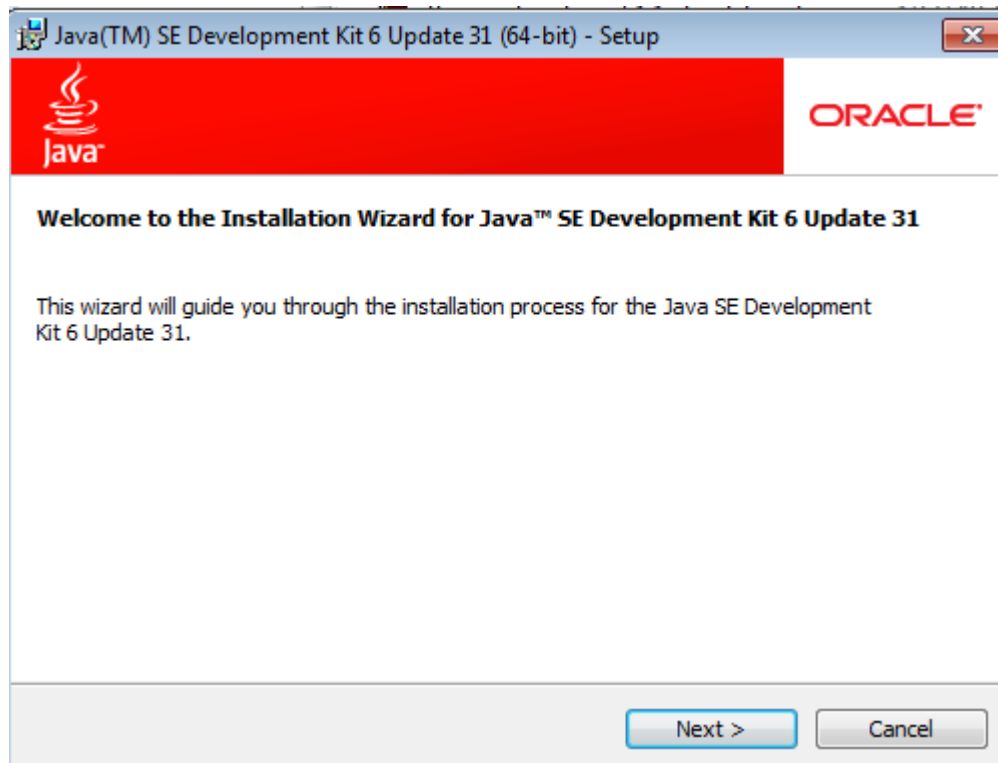 Java(TM) SE Development Kit 6 Update 31 (64-bit) - Setup
Java™
ORACLE®
Welcome to the Installation Wizard for Java™ SE Development Kit 6 Update 31
This wizard will guide you through the installation process for the Java SE Development
Kit 6 Update 31.
Next >
Cancel